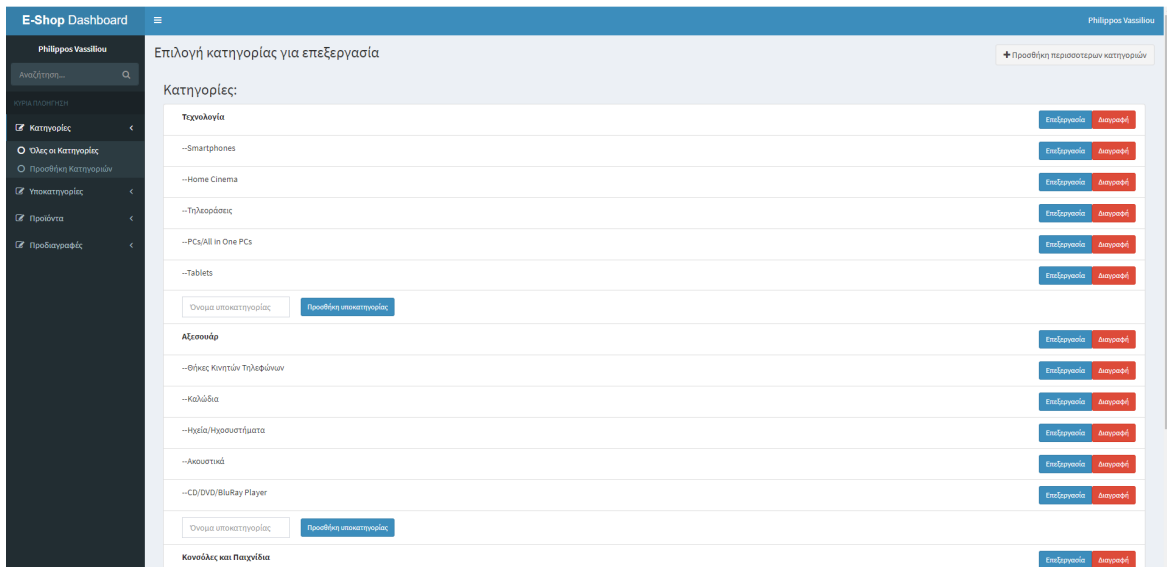 E-Shop Dashboard
Philippos Vassiliou
Philippos Vassiliou
Αναζήτηση...
ΚΥΡΙΑ ΠΛΟΗΓΗΣΗ
Κατηγορίες
Όλες οι Κατηγορίες
Προσθήκη Κατηγοριών
Υποκατηγορίες
Προϊόντα
Προδιαγραφές
Επιλογή κατηγορίας για επεξεργασία
Προσθήκη περισσοτερων κατηγοριών
Κατηγορίες:
Τεχνολογία Επεξεργασία Διαγραφή
--Smartphones Επεξεργασία Διαγραφή
--Home Cinema Επεξεργασία Διαγραφή
--Τηλεοράσεις Επεξεργασία Διαγραφή
--PCs/All in One PCs Επεξεργασία Διαγραφή
--Tablets Επεξεργασία Διαγραφή
Όνομα υποκατηγορίας Προσθήκη υποκατηγορίας
Αξεσουάρ Επεξεργασία Διαγραφή
--Θήκες Κινητών Τηλεφώνων Επεξεργασία Διαγραφή
--Καλώδια Επεξεργασία Διαγραφή
--Ηχεία/Ηχοσυστήματα Επεξεργασία Διαγραφή
--Ακουστικά Επεξεργασία Διαγραφή
--CD/DVD/BluRay Player Επεξεργασία Διαγραφή
Όνομα υποκατηγορίας Προσθήκη υποκατηγορίας
Κονσόλες και Παιχνίδια Επεξεργασία Διαγραφή